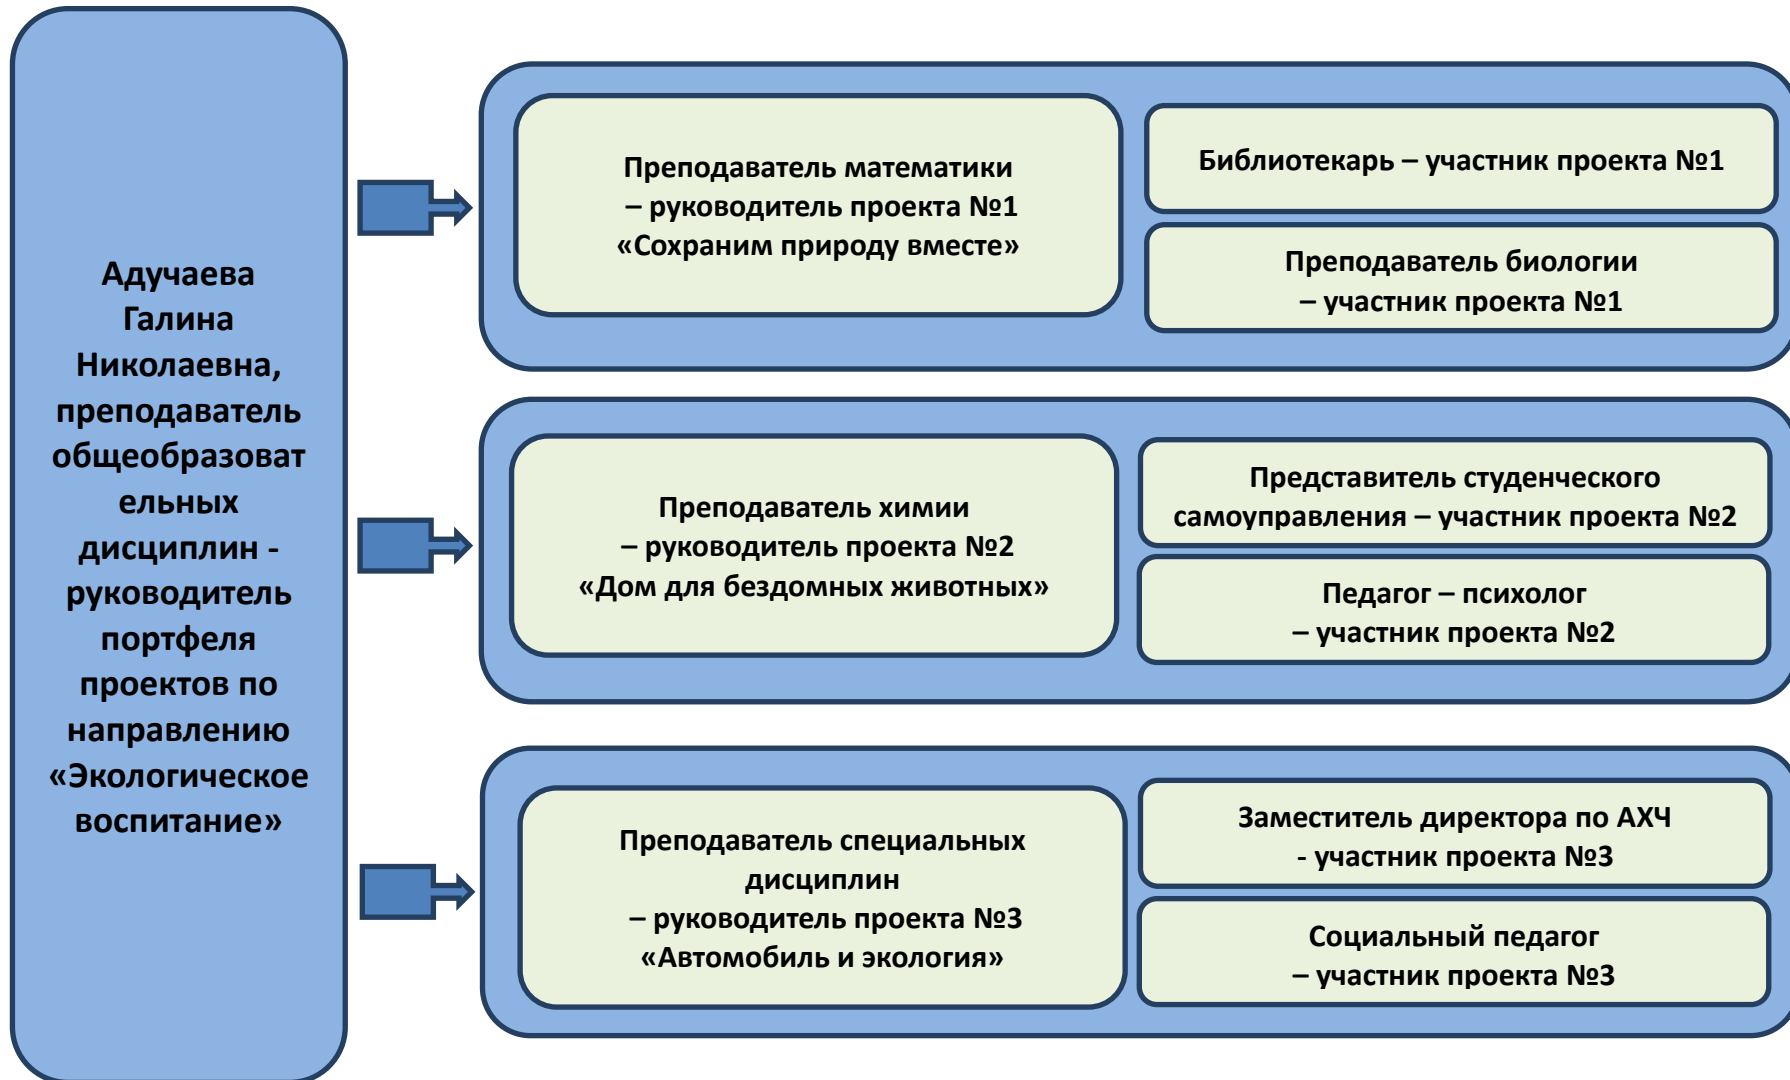 Адучаева
Галина
Николаевна,
преподаватель
общеобразоват
ельных
дисциплин -
руководитель
портфеля
проектов по
направлению
«Экологическое
воспитание»
Преподаватель математики
– руководитель проекта №1
«Сохраним природу вместе»
Библиотекарь – участник проекта №1
Преподаватель биологии
– участник проекта №1
Преподаватель химии
– руководитель проекта №2
«Дом для бездомных животных»
Представитель студенческого
самоуправления – участник проекта №2
Педагог – психолог
– участник проекта №2
Преподаватель специальных
дисциплин
– руководитель проекта №3
«Автомобиль и экология»
Заместитель директора по АХЧ
- участник проекта №3
Социальный педагог
– участник проекта №3